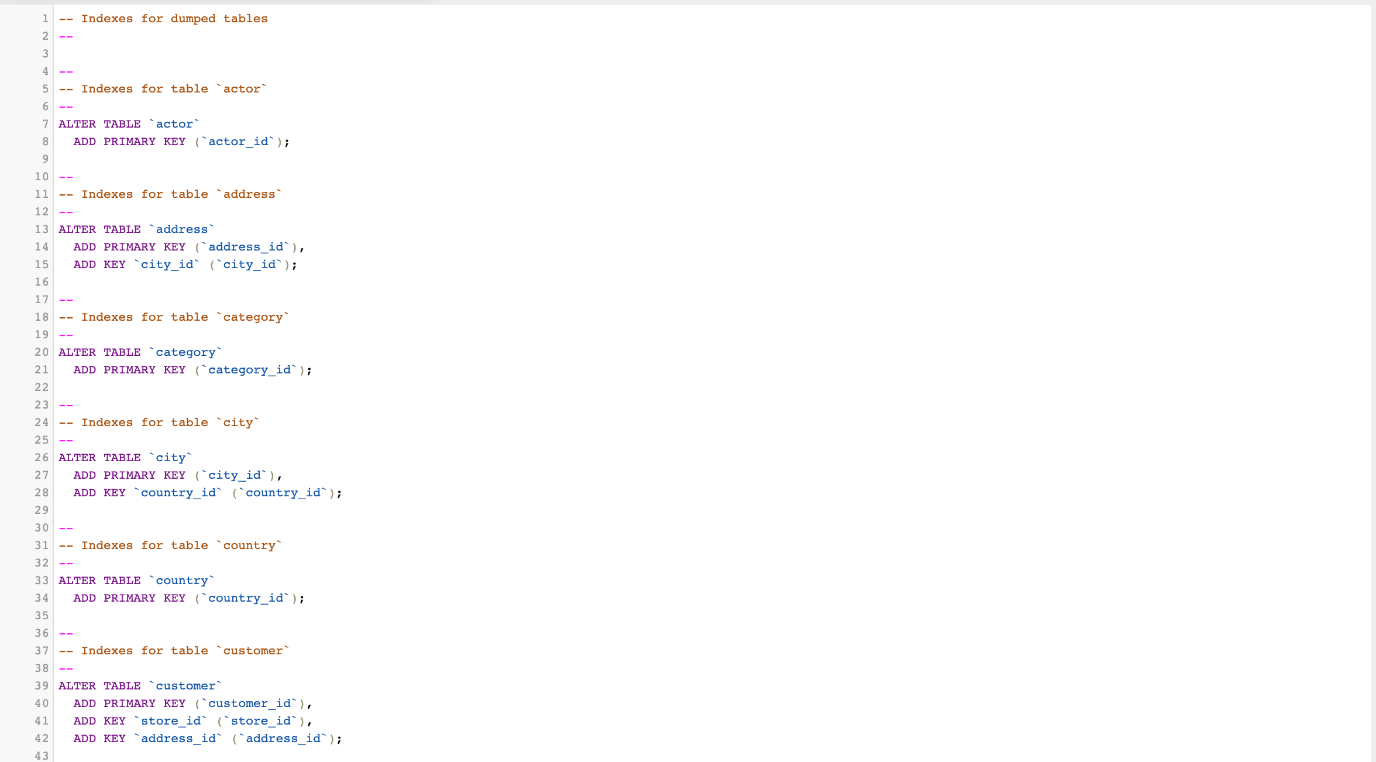 1 -- Indexes for dumped tables
2 --
3
4 --
5 -- Indexes for table `actor`
6 --
7 ALTER TABLE `actor`
8   ADD PRIMARY KEY (`actor_id`);
9
10 --
11 -- Indexes for table `address`
12 --
13 ALTER TABLE `address`
14   ADD PRIMARY KEY (`address_id`),
15   ADD KEY `city_id` (`city_id`);
16
17 --
18 -- Indexes for table `category`
19 --
20 ALTER TABLE `category`
21   ADD PRIMARY KEY (`category_id`);
22
23 --
24 -- Indexes for table `city`
25 --
26 ALTER TABLE `city`
27   ADD PRIMARY KEY (`city_id`),
28   ADD KEY `country_id` (`country_id`);
29
30 --
31 -- Indexes for table `country`
32 --
33 ALTER TABLE `country`
34   ADD PRIMARY KEY (`country_id`);
35
36 --
37 -- Indexes for table `customer`
38 --
39 ALTER TABLE `customer`
40   ADD PRIMARY KEY (`customer_id`),
41   ADD KEY `store_id` (`store_id`),
42   ADD KEY `address_id` (`address_id`);
43